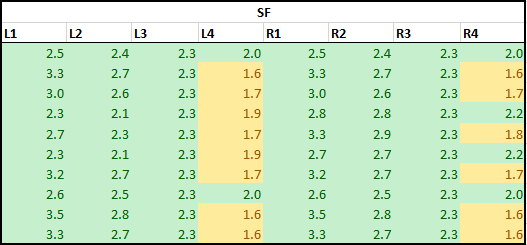 SF
L1 L2 L3 L4 R1 R2 R3 R4
2.5 2.4 2.3 2.0 2.5 2.4 2.3 2.0
3.3 2.7 2.3 1.6 3.3 2.7 2.3 1.6
3.0 2.6 2.3 1.7 3.0 2.6 2.3 1.7
2.3 2.1 2.3 1.9 2.8 2.8 2.3 2.2
2.7 2.3 2.3 1.7 3.3 2.9 2.3 1.8
2.3 2.1 2.3 1.9 2.7 2.7 2.3 2.2
3.2 2.7 2.3 1.7 3.2 2.7 2.3 1.7
2.6 2.5 2.3 2.0 2.6 2.5 2.3 2.0
3.5 2.8 2.3 1.6 3.5 2.8 2.3 1.6
3.3 2.7 2.3 1.6 3.3 2.7 2.3 1.6